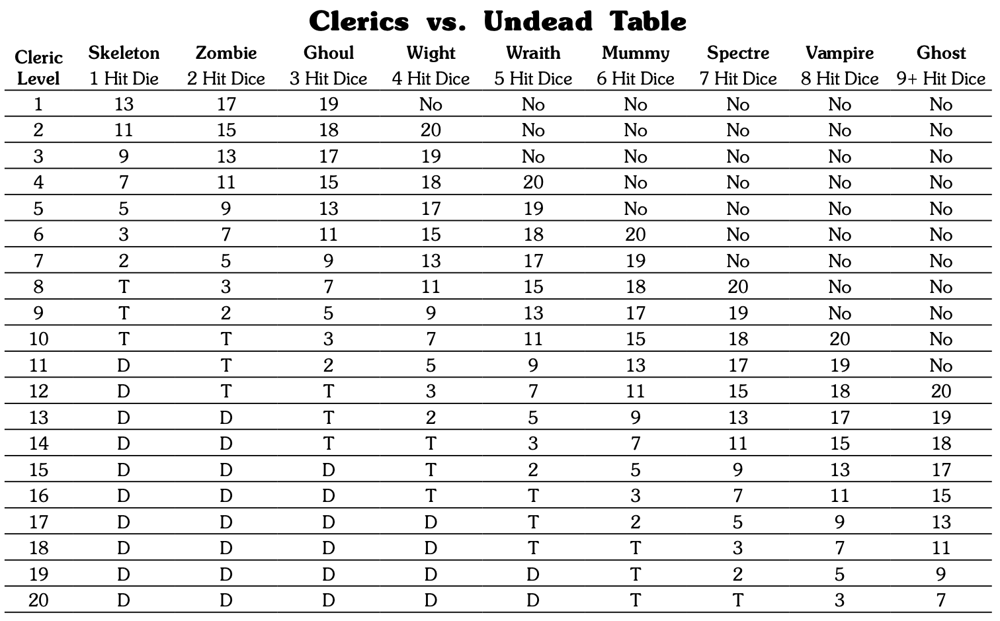 Clerics vs. Undead Table
Cleric Level Skeleton Zombie Ghoul Wight Wraith Mummy Spectre Vampire Ghost
1 Hit Die 2 Hit Dice 3 Hit Dice 4 Hit Dice 5 Hit Dice 6 Hit Dice 7 Hit Dice 8 Hit Dice 9+ Hit Dice
1 13 17 19 No No No No No No
2 11 15 18 20 No No No No No
3 9 13 17 19 No No No No No
4 7 11 15 18 20 No No No No
5 5 9 13 17 19 No No No No
6 3 7 11 15 18 20 No No No
7 2 5 9 13 17 19 No No No
8 T 3 7 11 15 18 20 No No
9 T 2 5 9 13 17 19 No No
10 T T 3 7 11 15 18 20 No
11 D T 2 5 9 13 17 19 No
12 D T T 3 7 11 15 18 20
13 D D T 2 5 9 13 17 19
14 D D T T 3 7 11 15 18
15 D D D T 2 5 9 13 17
16 D D D T T 3 7 11 15
17 D D D D T 2 5 9 13
18 D D D D T T 3 7 11
19 D D D D D T 2 5 9
20 D D D D D T T 3 7